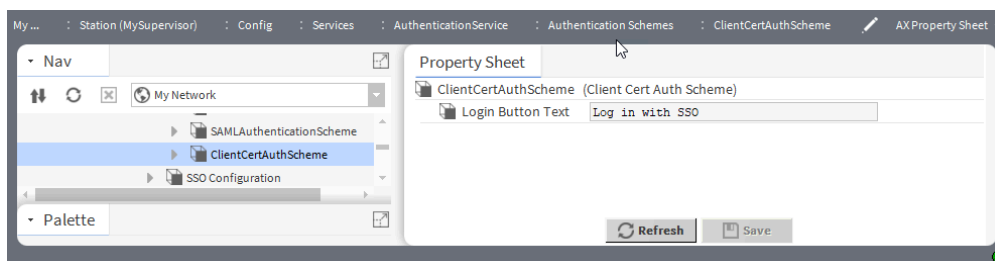 My ... : Station (MySupervisor) : Config : Services : AuthenticationService : Authentication Schemes : ClientCertAuthScheme AX Property Sheet
Nav
My Network
SAMLAuthenticationScheme
ClientCertAuthScheme
SSO Configuration
Palette
Property Sheet
ClientCertAuthScheme (Client Cert Auth Scheme)
Login Button Text Log in with SSO
Refresh Save